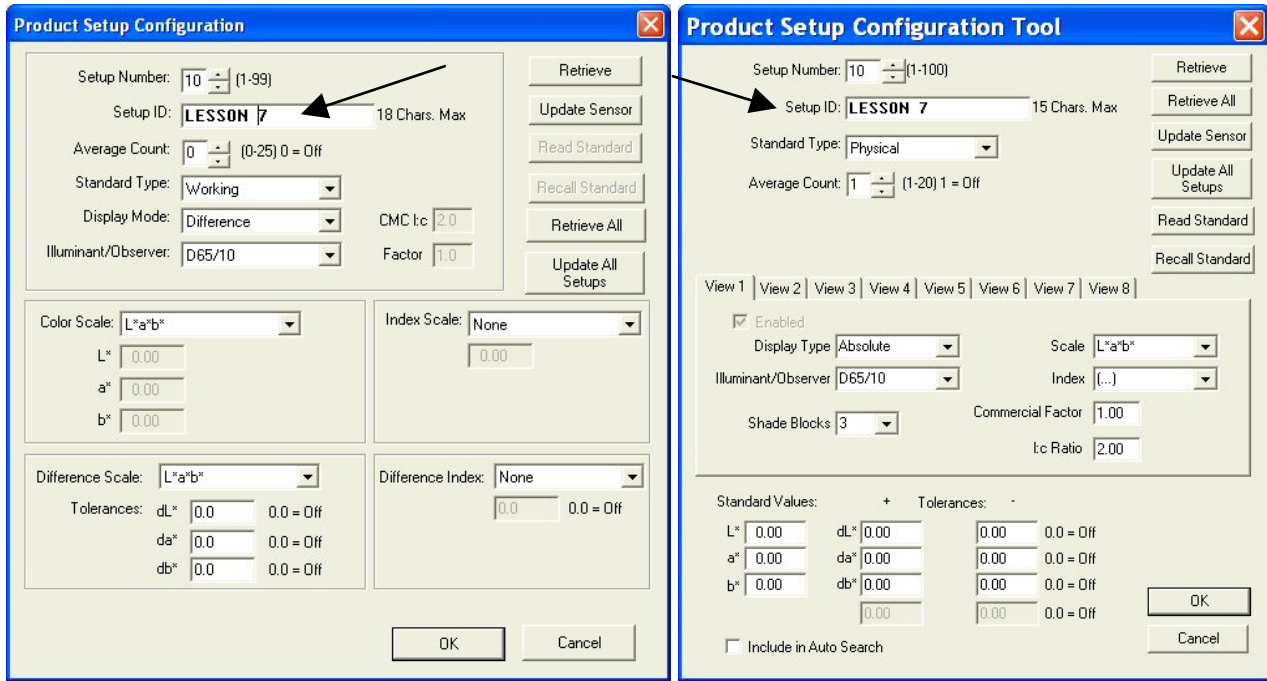 Product Setup Configuration
Setup Number: 10 (1-99)
Setup ID: LESSON 7 18 Chars. Max
Average Count: 0 (0-25) 0 = Off
Standard Type: Working
Display Mode: Difference CMC l:c 2.0
Illuminant/Observer: D65/10 Factor 1.0
Retrieve
Update Sensor
Read Standard
Recall Standard
Retrieve All
Update All
Setups
Color Scale: L*a*b*
L* 0.00
a* 0.00
b* 0.00
Index Scale: None
0.00
Difference Scale: L*a*b*
Tolerances: dL* 0.0 0.0 = Off
da* 0.0 0.0 = Off
db* 0.0 0.0 = Off
Difference Index: None
0.0 0.0 = Off
OK Cancel
Product Setup Configuration Tool
Setup Number: 10 (1-100)
Setup ID: LESSON 7 15 Chars. Max
Standard Type: Physical
Average Count: 1 (1-20) 1 = Off
Retrieve
Retrieve All
Update Sensor
Update All
Setups
Read Standard
Recall Standard
View 1 View 2 View 3 View 4 View 5 View 6 View 7 View 8
Enabled
Display Type Absolute Scale L*a*b*
Illuminant/Observer D65/10 Index (...)
Shade Blocks 3 Commercial Factor 1.00
l:c Ratio 2.00
Standard Values: + Tolerances: -
L* 0.00 dL* 0.00 0.00 0.0 = Off
a* 0.00 da* 0.00 0.00 0.0 = Off
b* 0.00 db* 0.00 0.00 0.0 = Off
0.00 0.00 0.0 = Off
Include in Auto Search
OK
Cancel